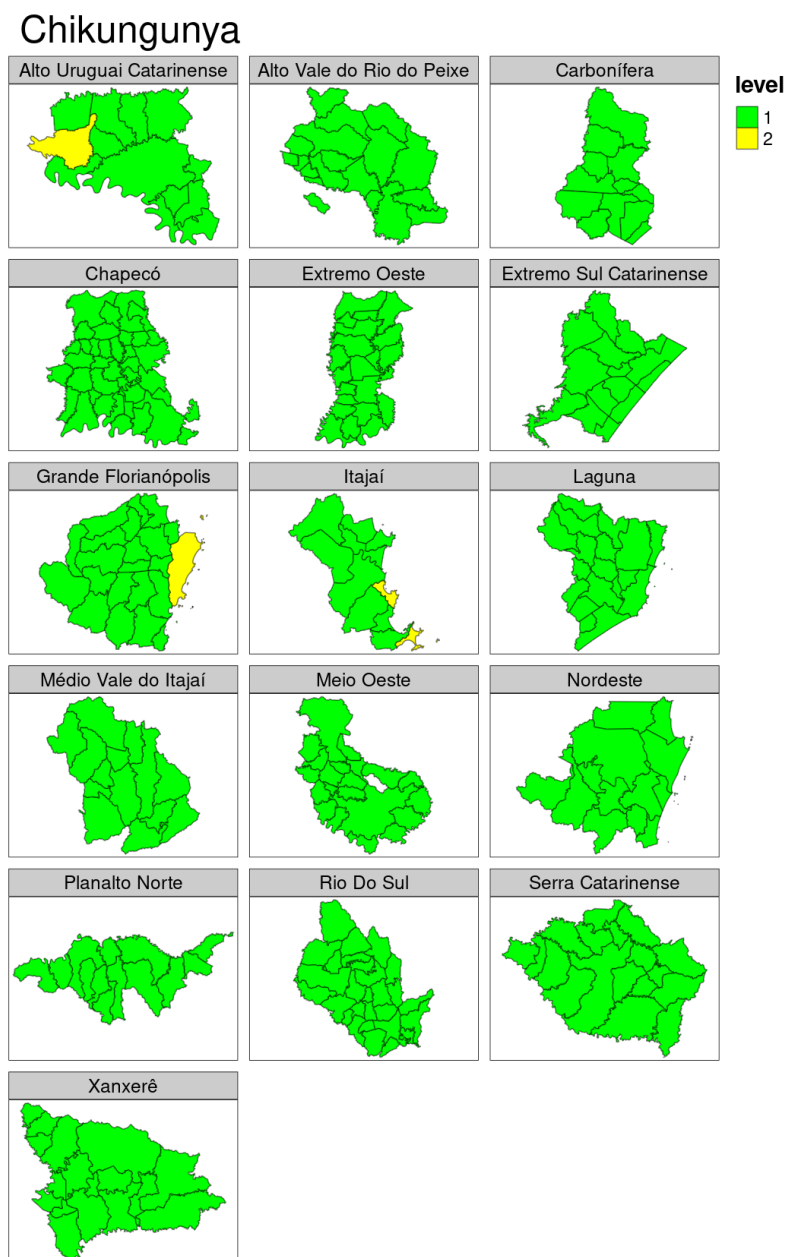 Chikungunya
Alto Uruguai Catarinense
Alto Vale do Rio do Peixe
Carbonífera
level
1
2
Chapecó
Extremo Oeste
Extremo Sul Catarinense
Grande Florianópolis
Itajaí
Laguna
Médio Vale do Itajaí
Meio Oeste
Nordeste
Planalto Norte
Rio Do Sul
Serra Catarinense
Xanxerê